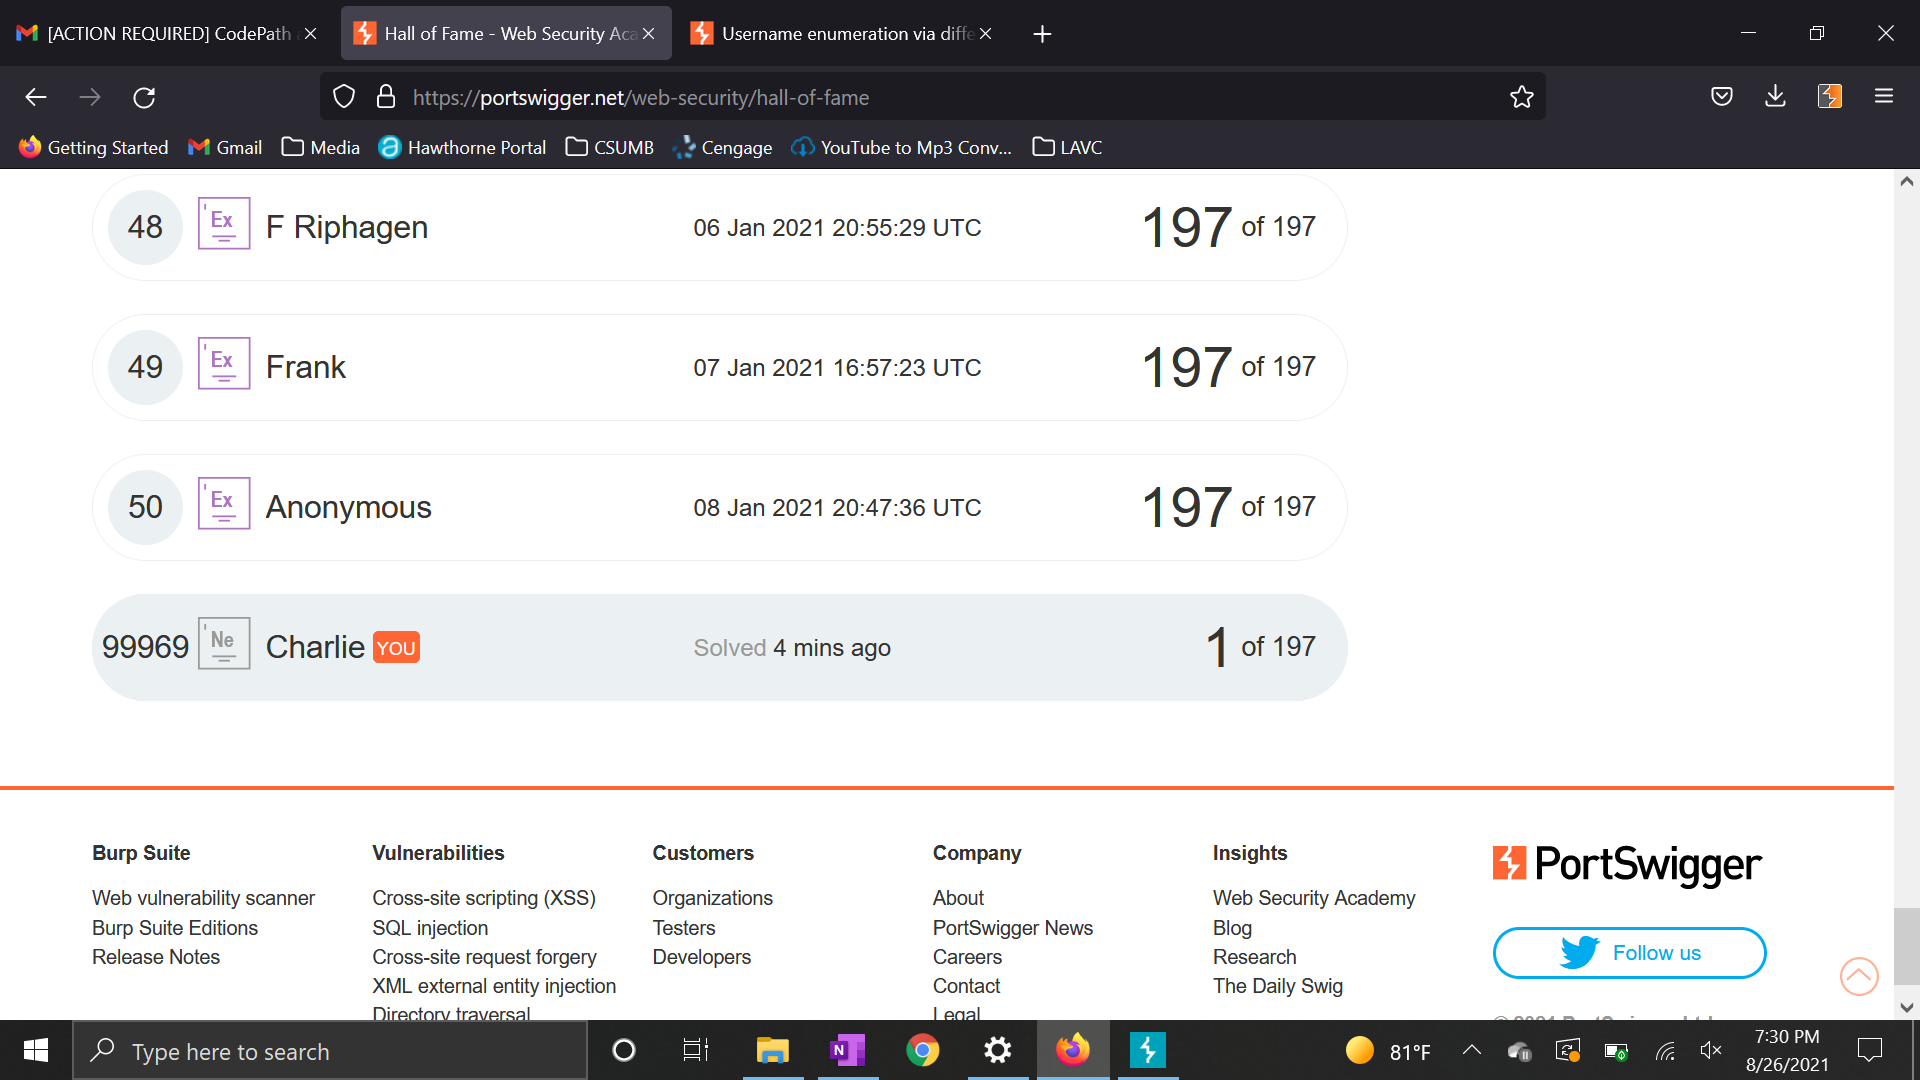 [ACTION REQUIRED] CodePath
Hall of Fame - Web Security Aca
Username enumeration via diffe
https://portswigger.net/web-security/hall-of-fame
Getting Started
Gmail
Media
Hawthorne Portal
CSUMB
Cengage
YouTube to Mp3 Conv...
LAVC
48 Ex F Riphagen 06 Jan 2021 20:55:29 UTC 197 of 197
49 Ex Frank 07 Jan 2021 16:57:23 UTC 197 of 197
50 Ex Anonymous 08 Jan 2021 20:47:36 UTC 197 of 197
99969 Ne Charlie YOU Solved 4 mins ago 1 of 197
Burp Suite
Web vulnerability scanner
Burp Suite Editions
Release Notes
Vulnerabilities
Cross-site scripting (XSS)
SQL injection
Cross-site request forgery
XML external entity injection
Directory traversal
Customers
Organizations
Testers
Developers
Company
About
PortSwigger News
Careers
Contact
Legal
Insights
Web Security Academy
Blog
Research
The Daily Swig
PortSwigger
Follow us
Type here to search
N
81°F
7:30 PM
8/26/2021